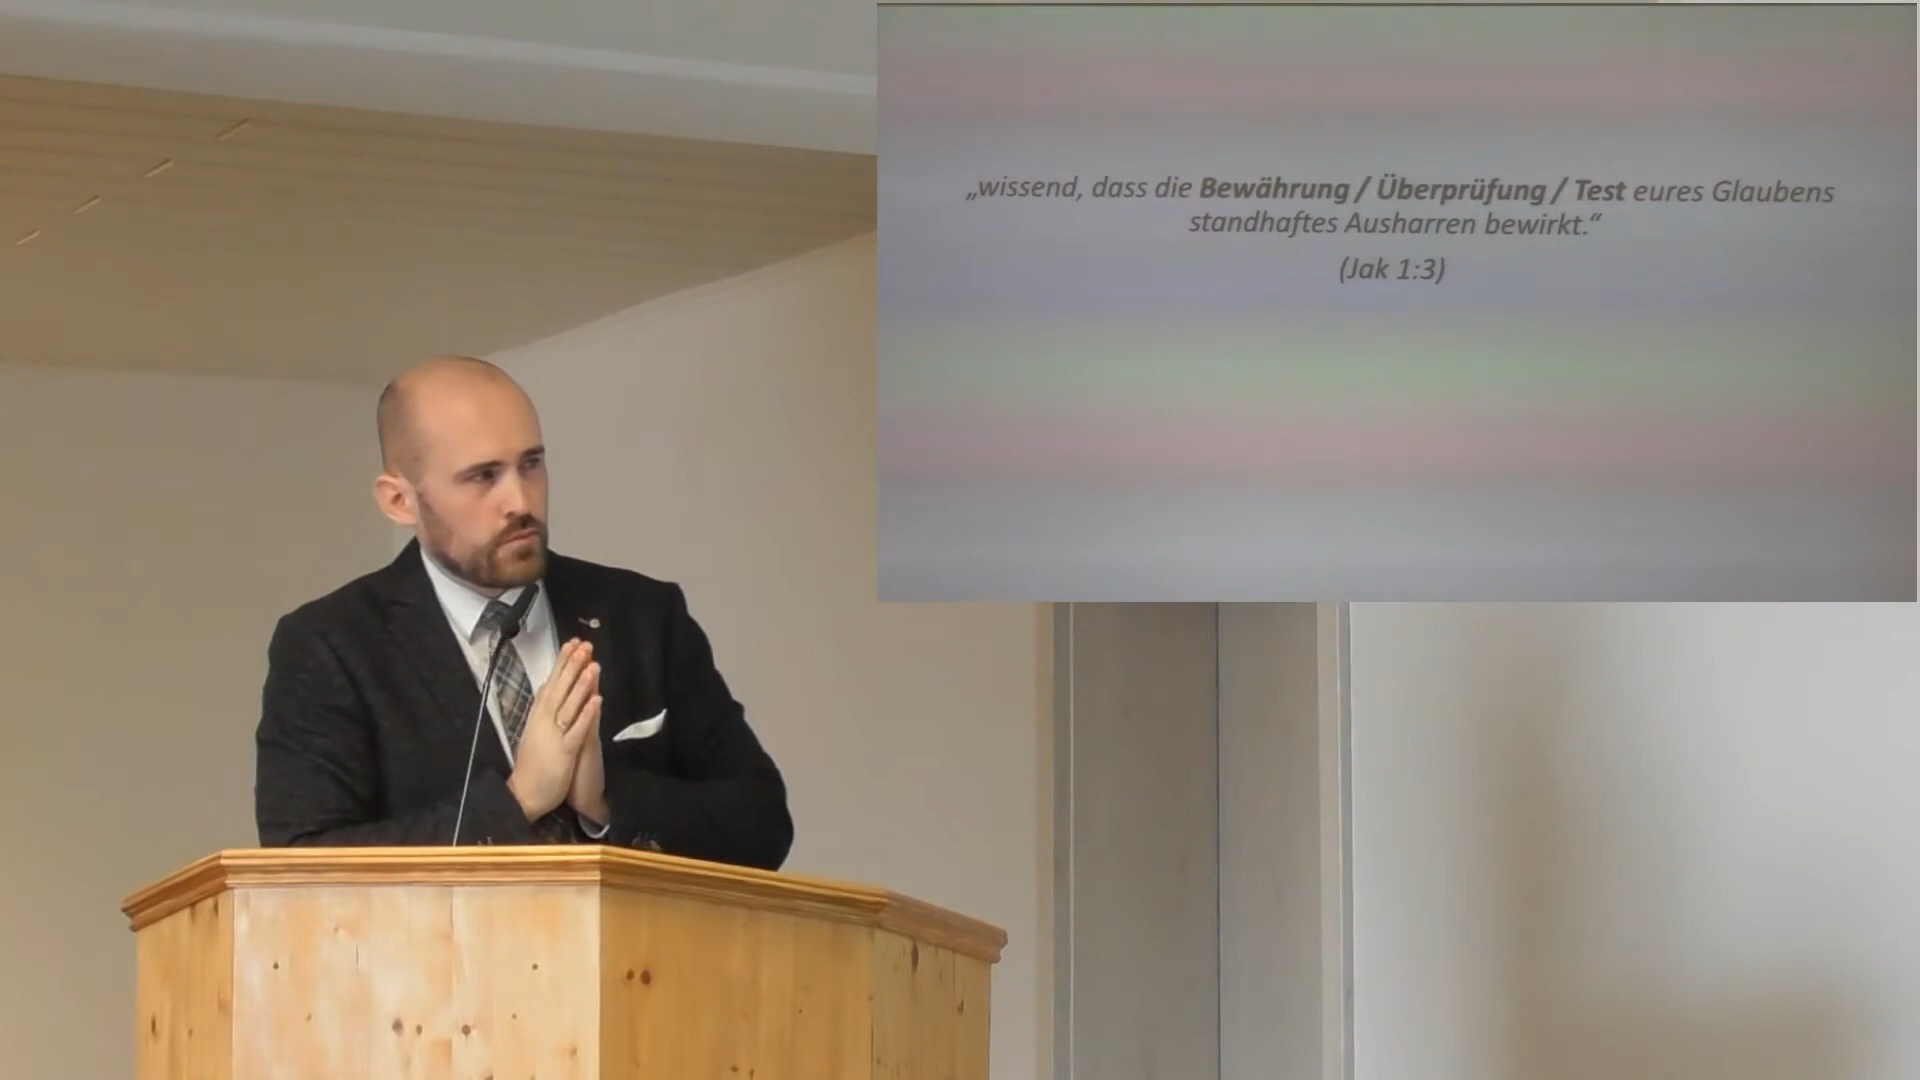 „wissend, dass die Bewährung / Überprüfung / Test eures Glaubens
standhaftes Ausharren bewirkt.“
(Jak 1:3)